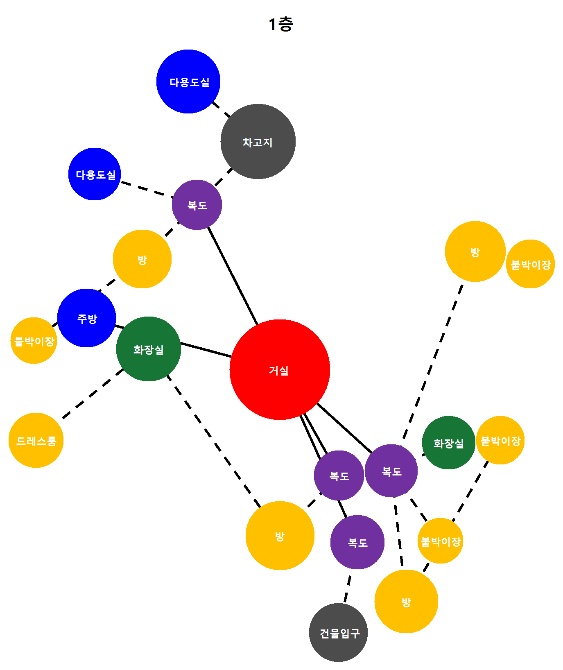 1층
다용도실
차고지
다용도실
복도
방
방
붙박이장
주방
붙박이장
화장실
거실
드레스룸
화장실
붙박이장
복도
복도
방
복도
붙박이장
방
건물입구